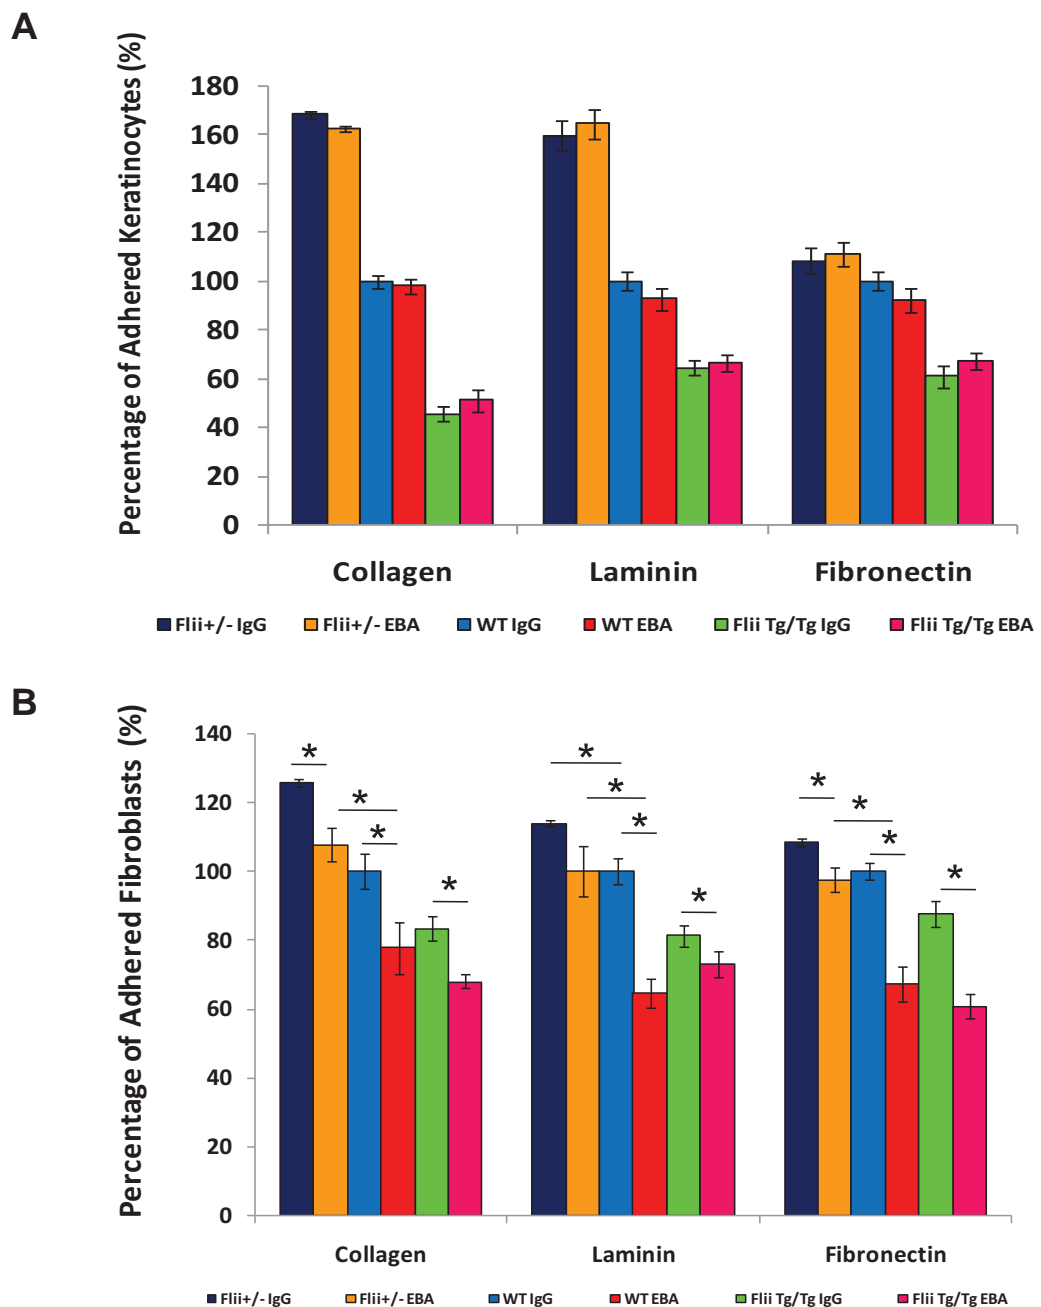 A
Percentage of Adhered Keratinocytes (%)
180
160
140
120
100
80
60
40
20
0
Collagen Laminin Fibronectin
Flii+/- IgG Flii+/- EBA WT IgG WT EBA Flii Tg/Tg IgG Flii Tg/Tg EBA
B
Percentage of Adhered Fibroblasts (%)
140
120
100
80
60
40
20
0
* * * *
* * * *
* * * *
Collagen Laminin Fibronectin
Flii+/- IgG Flii+/- EBA WT IgG WT EBA Flii Tg/Tg IgG Flii Tg/Tg EBA